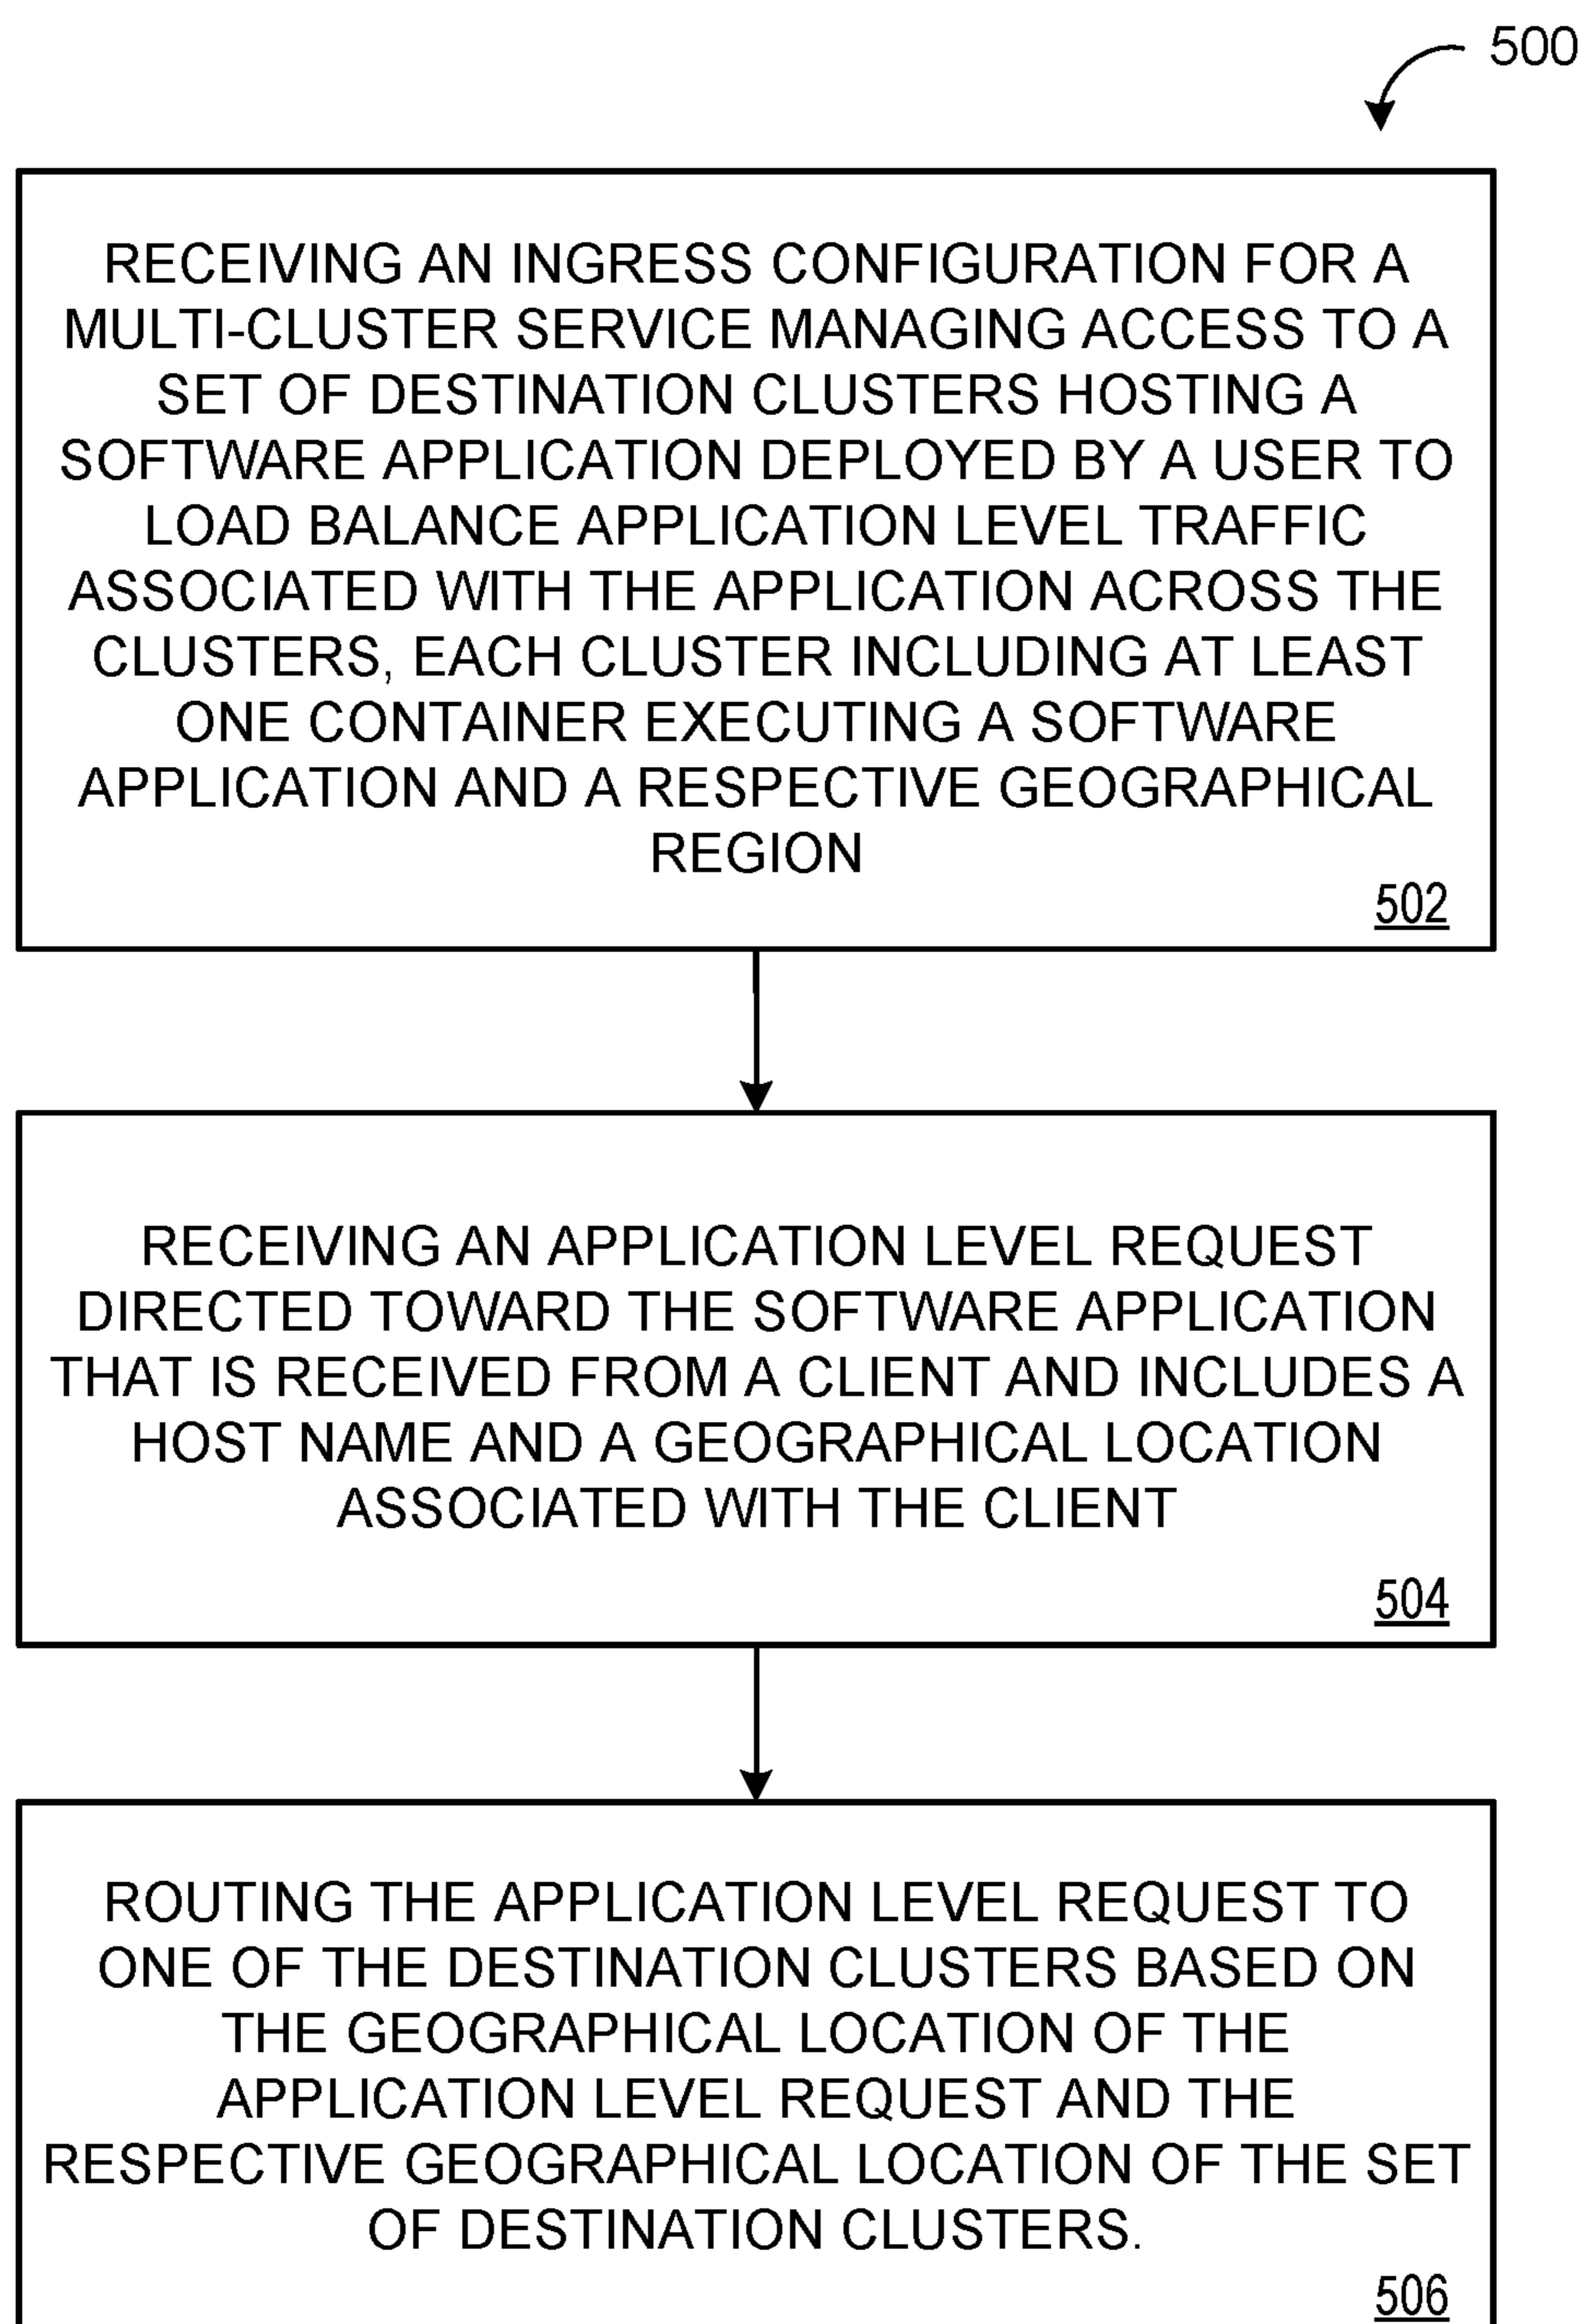 500
RECEIVING AN INGRESS CONFIGURATION FOR A
MULTI-CLUSTER SERVICE MANAGING ACCESS TO A
SET OF DESTINATION CLUSTERS HOSTING A
SOFTWARE APPLICATION DEPLOYED BY A USER TO
LOAD BALANCE APPLICATION LEVEL TRAFFIC
ASSOCIATED WITH THE APPLICATION ACROSS THE
CLUSTERS, EACH CLUSTER INCLUDING AT LEAST
ONE CONTAINER EXECUTING A SOFTWARE
APPLICATION AND A RESPECTIVE GEOGRAPHICAL
REGION
502
RECEIVING AN APPLICATION LEVEL REQUEST
DIRECTED TOWARD THE SOFTWARE APPLICATION
THAT IS RECEIVED FROM A CLIENT AND INCLUDES A
HOST NAME AND A GEOGRAPHICAL LOCATION
ASSOCIATED WITH THE CLIENT
504
ROUTING THE APPLICATION LEVEL REQUEST TO
ONE OF THE DESTINATION CLUSTERS BASED ON
THE GEOGRAPHICAL LOCATION OF THE
APPLICATION LEVEL REQUEST AND THE
RESPECTIVE GEOGRAPHICAL LOCATION OF THE SET
OF DESTINATION CLUSTERS.
506